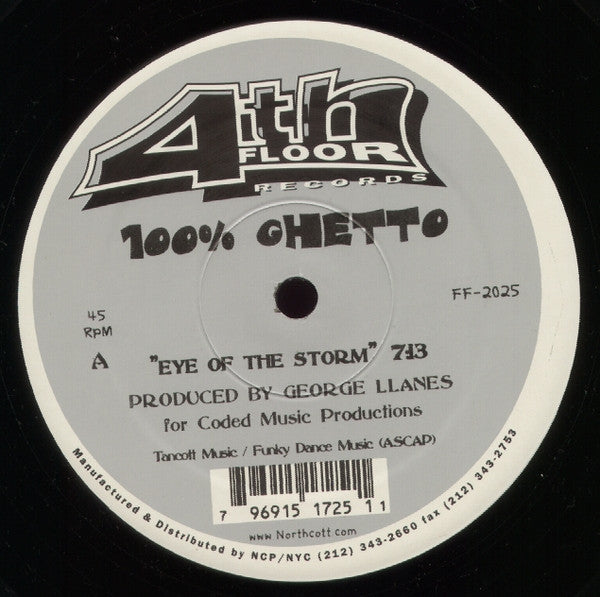 4th
FLOOR
RECORDS
100% GHETTO
FF-2025
45
RPM
A
"EYE OF THE STORM" 7:13
PRODUCED BY GEORGE LLANES
for Coded Music Productions
Tancott Music / Funky Dance Music (ASCAP)
7 96915 1725 1 1
www.Northcott.com
Manufactured & Distributed by NCP/NYC (212) 343-2660 fax (212) 343-2753